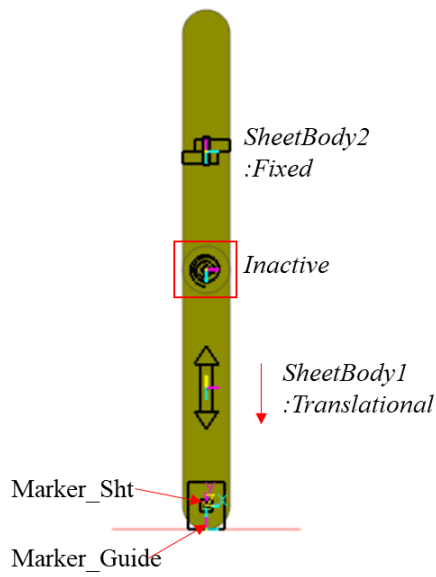 SheetBody2
:Fixed
Inactive
SheetBody1
:Translational
Marker_Sht
Y
Z
X
Marker_Guide